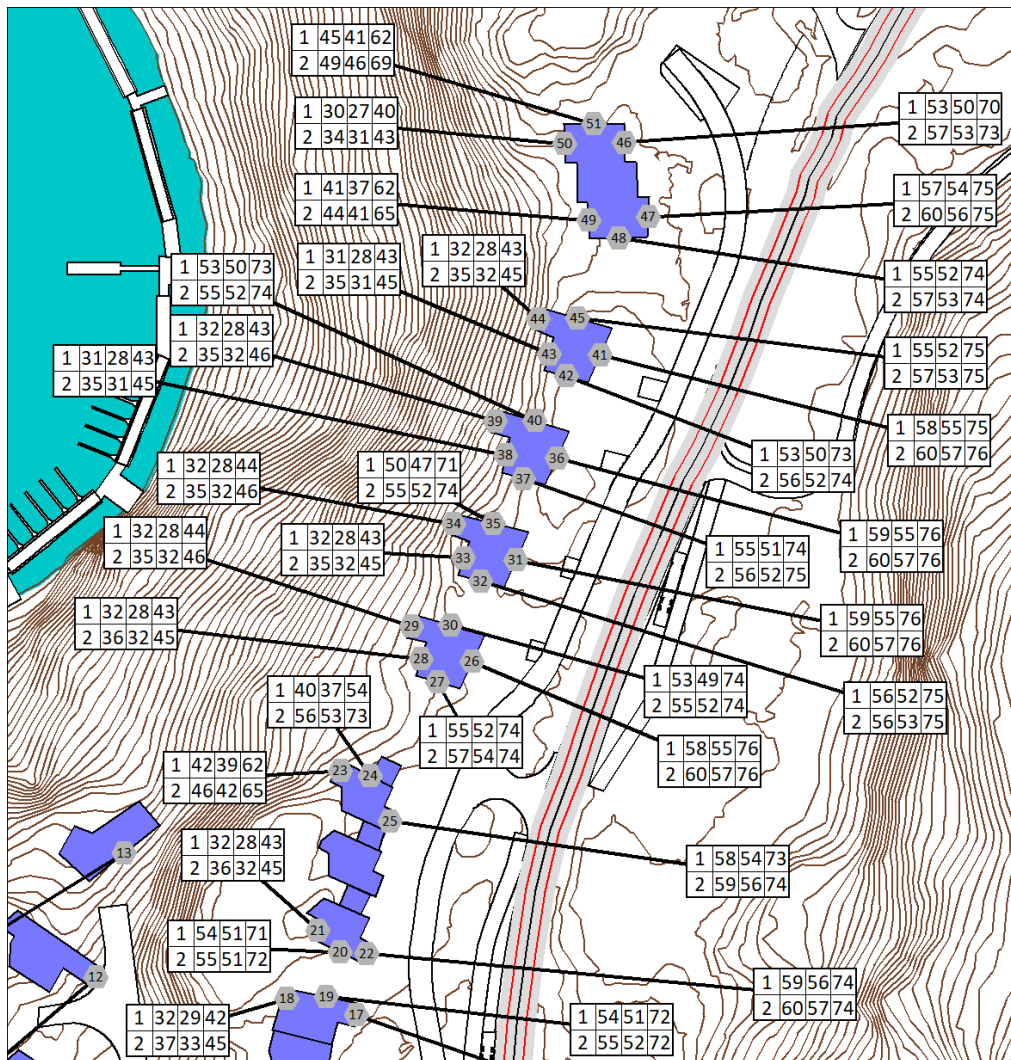 1 45 41 62
2 49 46 69
1 30 27 40
2 34 31 43
1 53 50 70
2 57 53 73
51
50
46
1 41 37 62
2 44 41 65
1 57 54 75
2 60 56 75
49
47
48
1 31 28 43
2 35 31 45
1 32 28 43
2 35 32 45
1 53 50 73
2 55 52 74
1 55 52 74
2 57 53 74
1 32 28 43
2 35 32 46
44
45
1 55 52 75
2 57 53 75
1 31 28 43
2 35 31 45
43
41
42
1 58 55 75
2 60 57 76
39
40
1 53 50 73
2 56 52 74
1 32 28 44
2 35 32 46
1 50 47 71
2 55 52 74
38
36
37
34
35
1 59 55 76
2 60 57 76
1 32 28 44
2 35 32 46
1 32 28 43
2 35 32 45
33
31
32
1 55 51 74
2 56 52 75
1 32 28 43
2 36 32 45
29
30
1 59 55 76
2 60 57 76
28
26
27
1 53 49 74
2 55 52 74
1 56 52 75
2 56 53 75
1 40 37 54
2 56 53 73
1 55 52 74
2 57 54 74
1 58 55 76
2 60 57 76
1 42 39 62
2 46 42 65
23
24
25
1 32 28 43
2 36 32 45
13
1 58 54 73
2 59 56 74
1 54 51 71
2 55 51 72
21
20
22
12
1 59 56 74
2 60 57 74
1 32 29 42
2 37 33 45
18
19
17
1 54 51 72
2 55 52 72